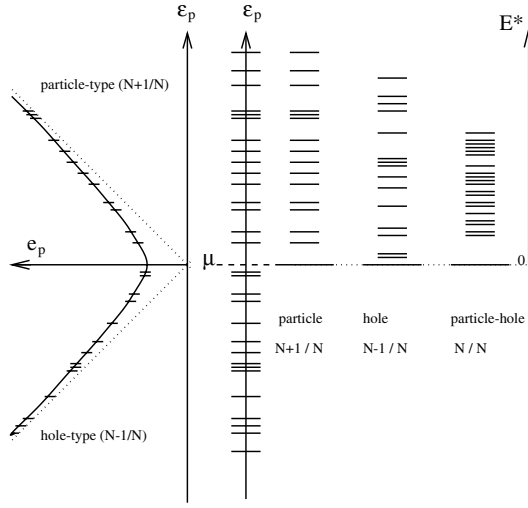 ε_p
ε_p
E*
particle-type (N+1/N)
e_p
μ
0
particle
hole
particle-hole
N+1 / N
N-1 / N
N / N
hole-type (N-1/N)